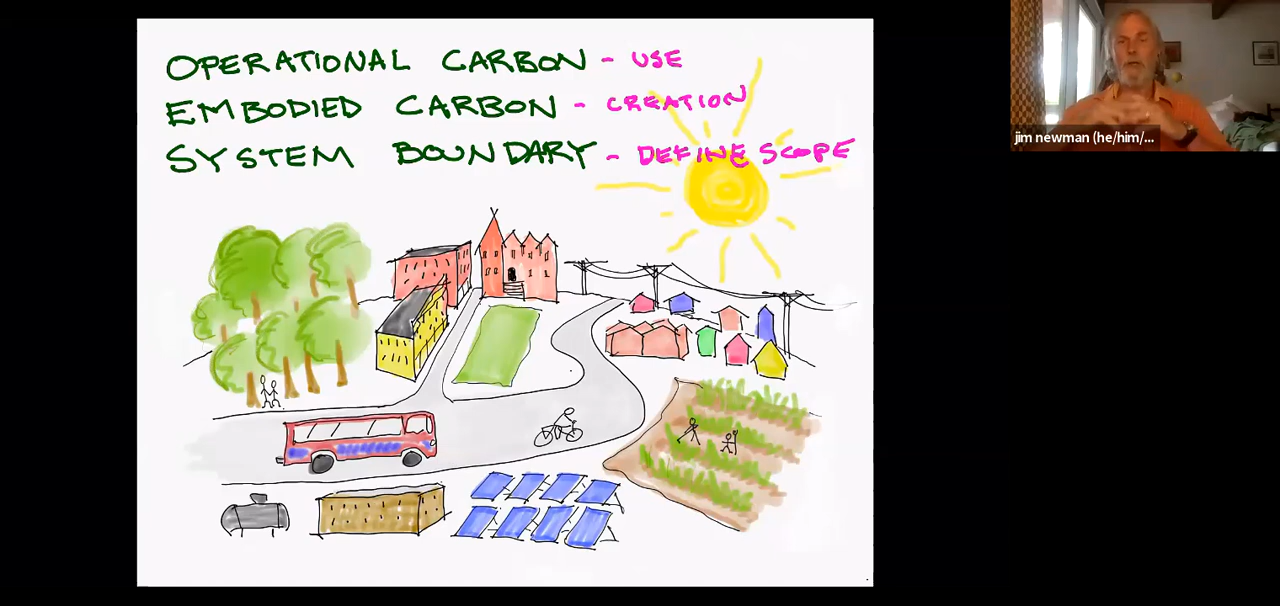 OPERATIONAL CARBON - USE
EMBODIED CARBON - CREATION
SYSTEM BOUNDARY - DEFINE SCOPE
jim newman (he/him/...